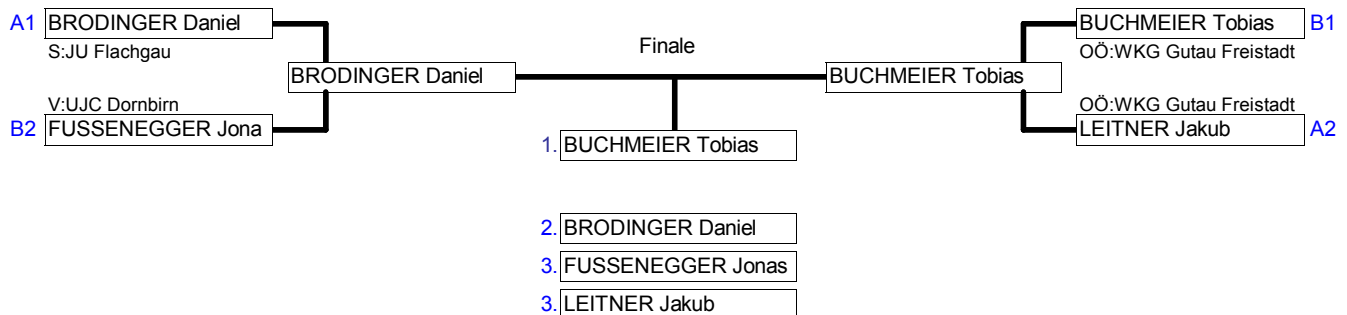 A1 BRODINGER Daniel
S:JU Flachgau
BRODINGER Daniel
V:UJC Dornbirn
B2 FUSSENEGGER Jona
Finale
BUCHMEIER Tobias B1
OÖ:WKG Gutau Freistadt
BUCHMEIER Tobias
OÖ:WKG Gutau Freistadt
LEITNER Jakub A2
1. BUCHMEIER Tobias
2. BRODINGER Daniel
3. FUSSENEGGER Jonas
3. LEITNER Jakub